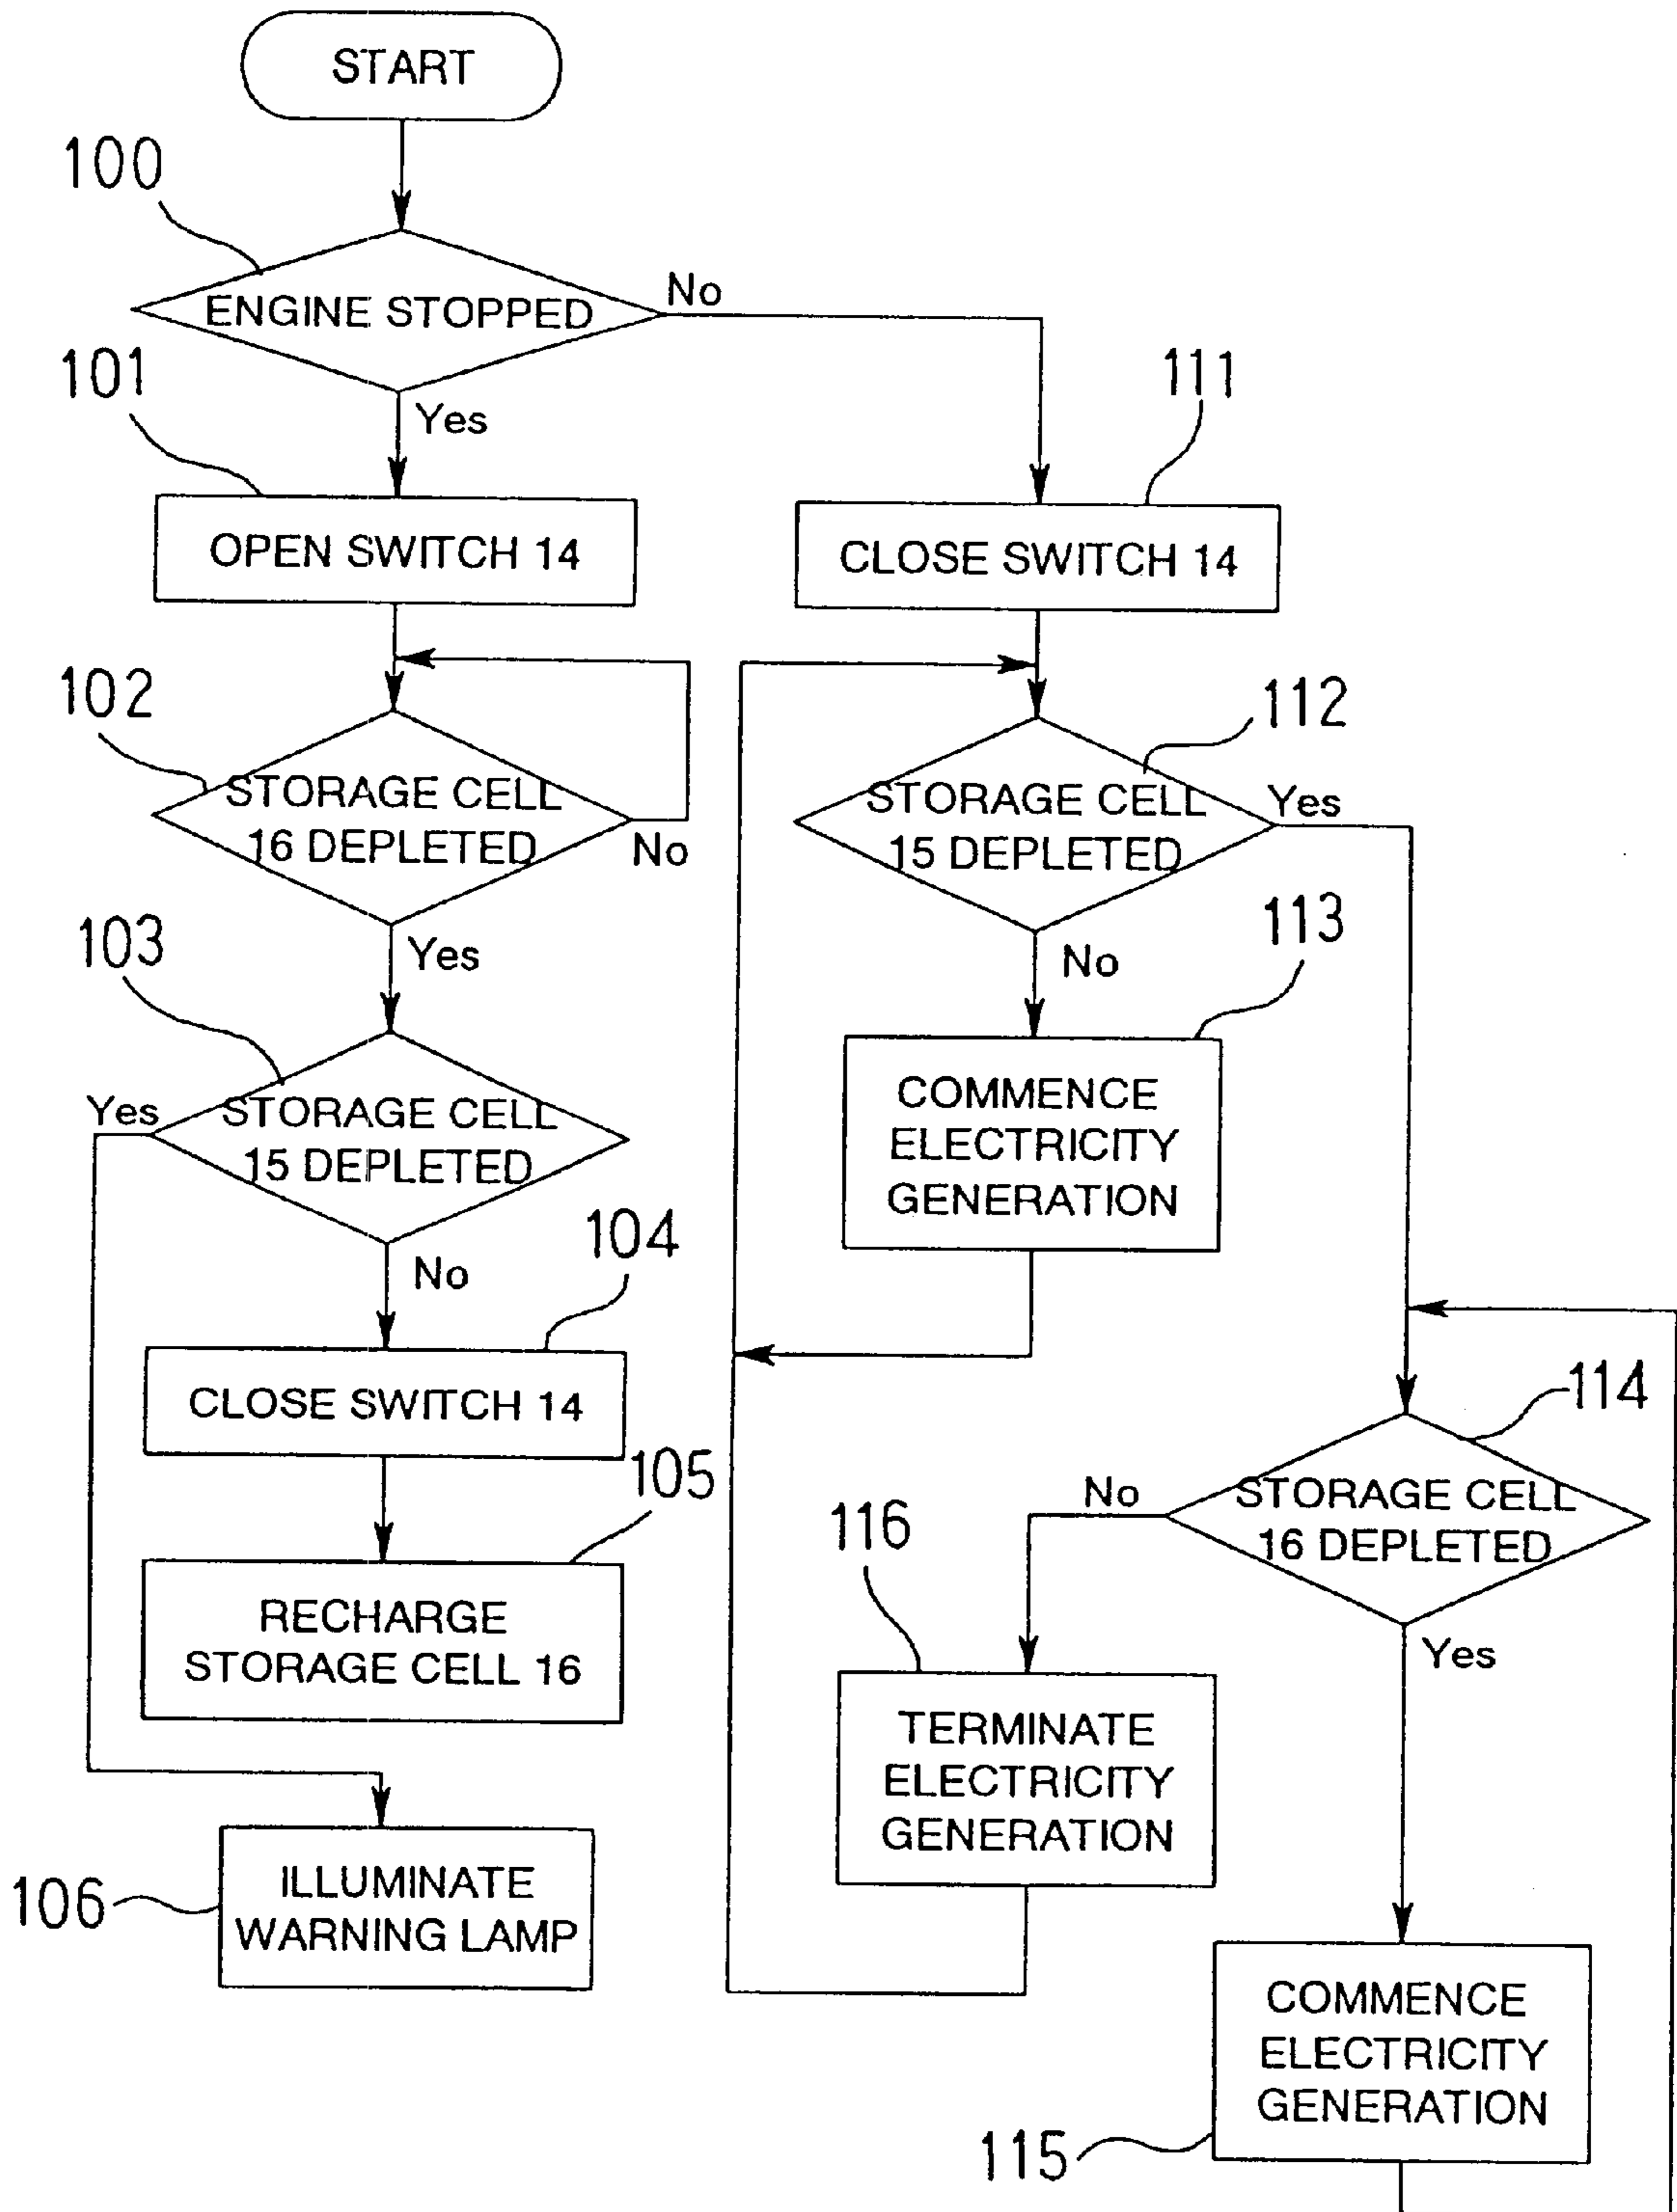 START
100
ENGINE STOPPED
No
Yes
101
OPEN SWITCH 14
111
CLOSE SWITCH 14
102
STORAGE CELL
16 DEPLETED
No
Yes
112
STORAGE CELL
15 DEPLETED
Yes
No
103
STORAGE CELL
15 DEPLETED
Yes
No
113
COMMENCE
ELECTRICITY
GENERATION
104
CLOSE SWITCH 14
105
RECHARGE
STORAGE CELL 16
106
ILLUMINATE
WARNING LAMP
114
STORAGE CELL
16 DEPLETED
No
Yes
116
TERMINATE
ELECTRICITY
GENERATION
COMMENCE
ELECTRICITY
GENERATION
115